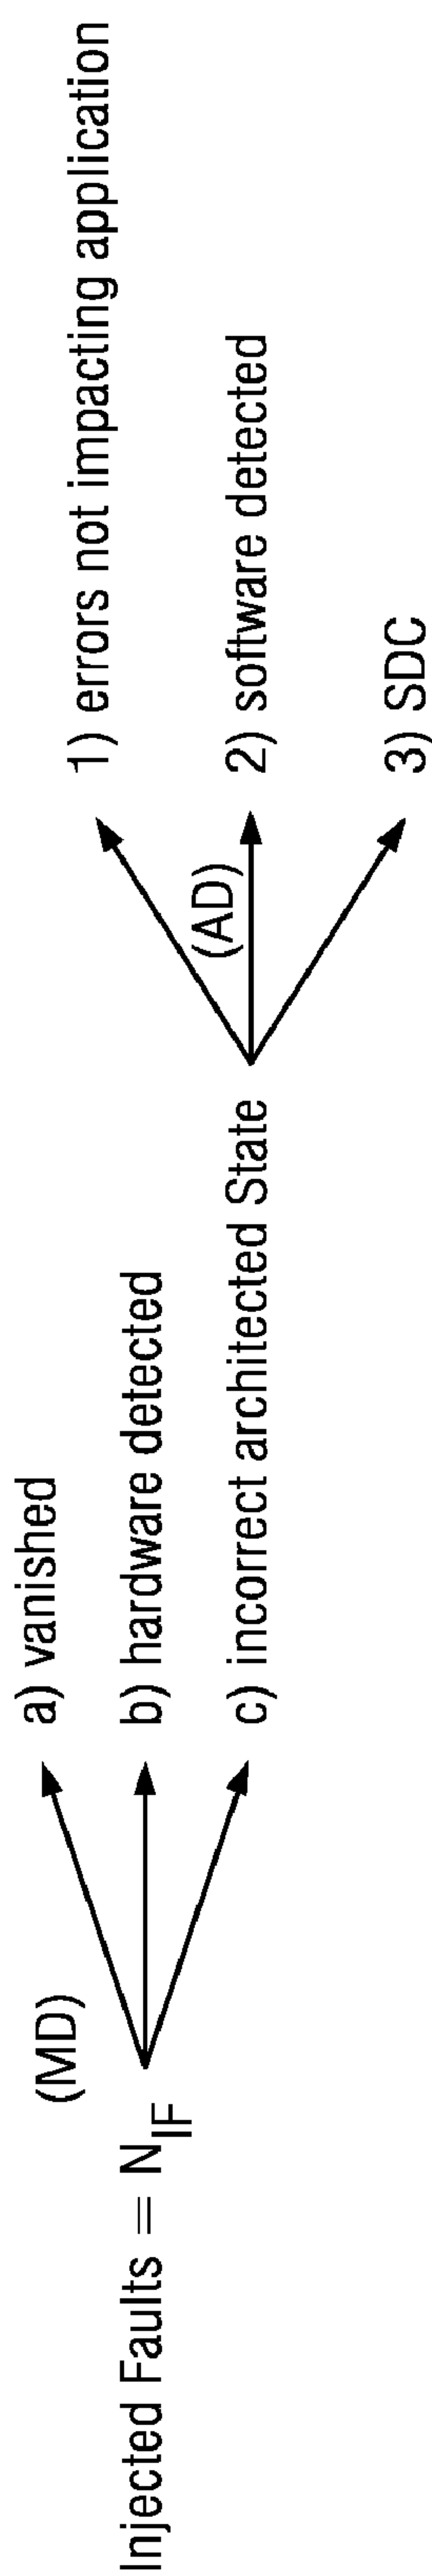 Injected Faults = N_IF
(MD)
a) vanished
b) hardware detected
c) incorrect architected State
(AD)
1) errors not impacting application
2) software detected
3) SDC